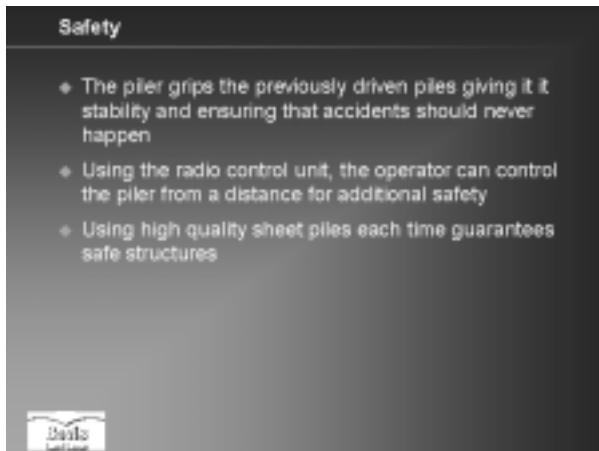 Safety
The piler grips the previously driven piles giving it it
stability and ensuring that accidents should never
happen
Using the radio control unit, the operator can control
the piler from a distance for additional safety
Using high quality sheet piles each time guarantees
safe structures